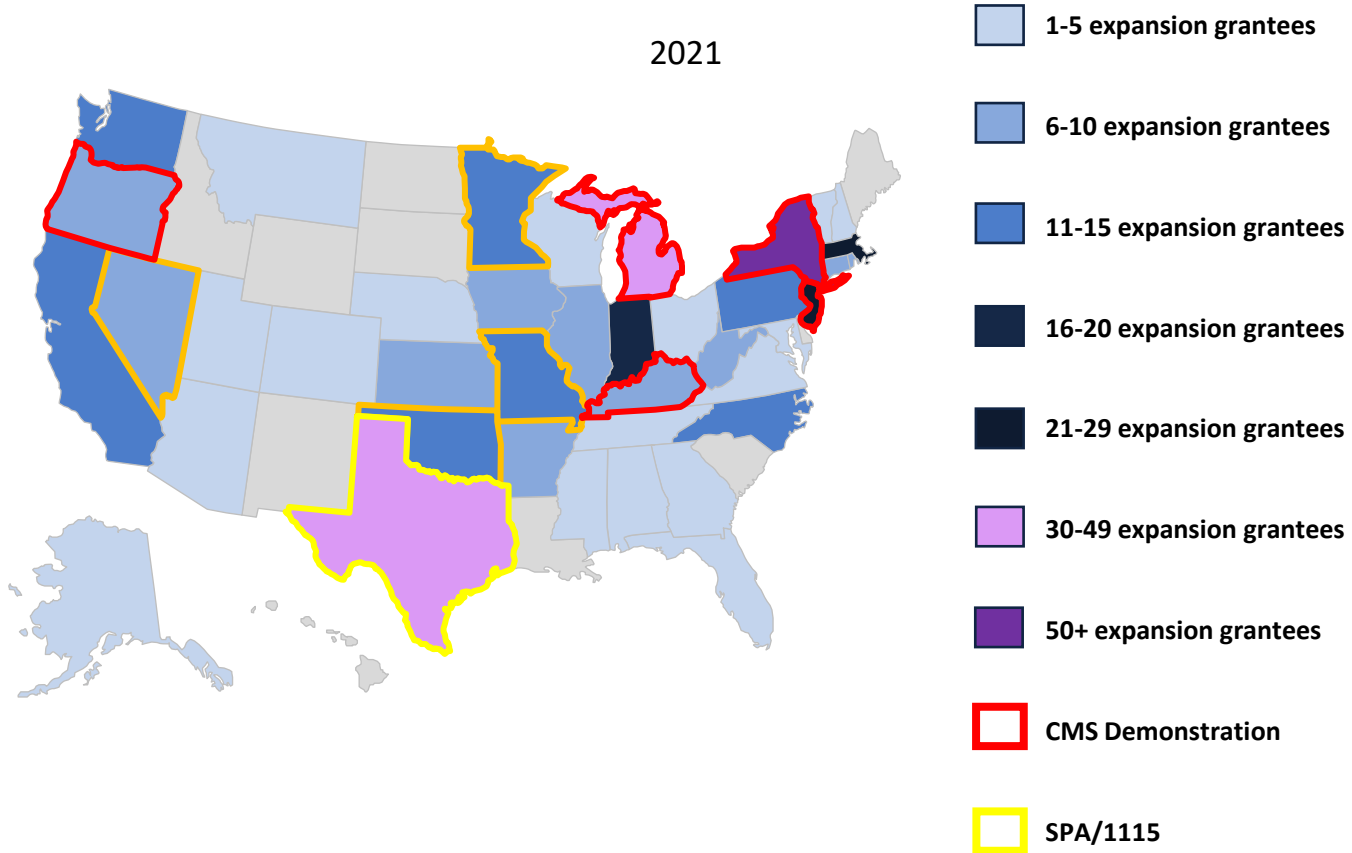 2021
1-5 expansion grantees
6-10 expansion grantees
11-15 expansion grantees
16-20 expansion grantees
21-29 expansion grantees
30-49 expansion grantees
50+ expansion grantees
CMS Demonstration
SPA/1115